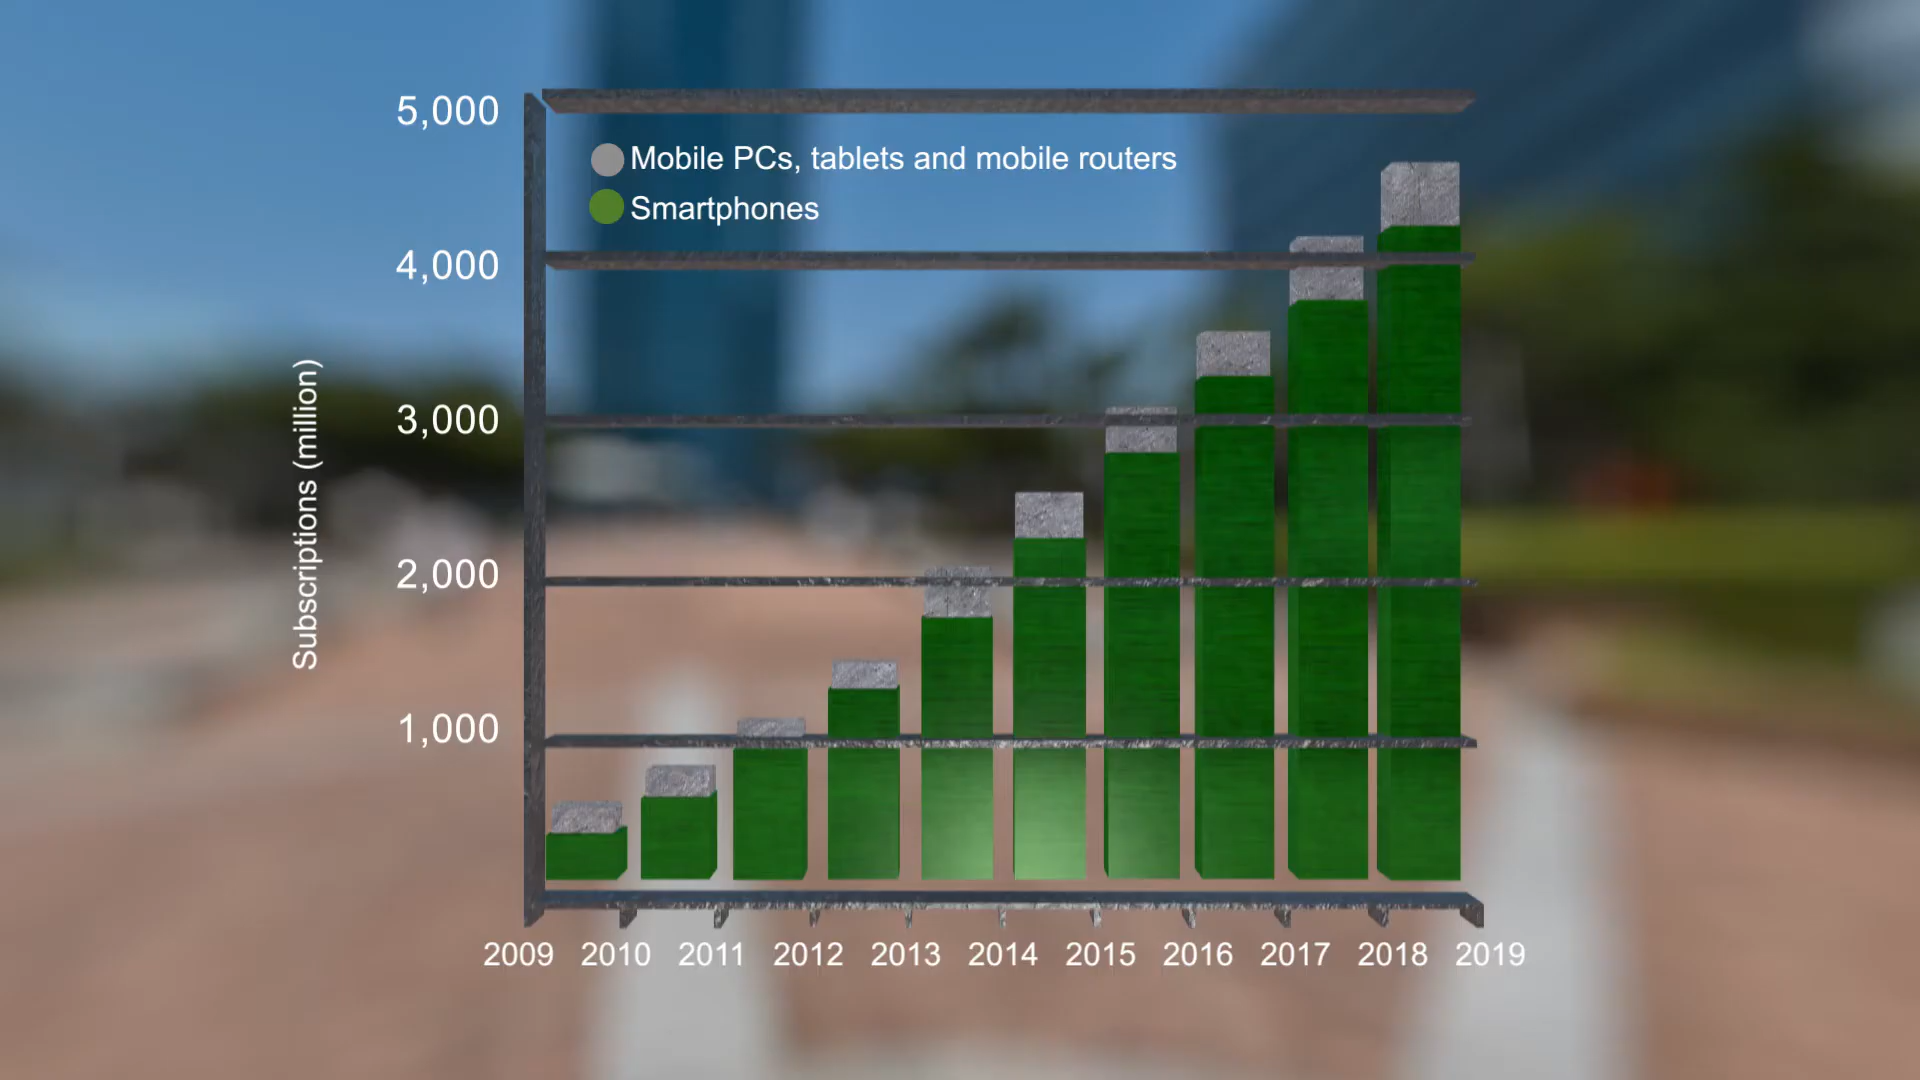 5,000
Mobile PCs, tablets and mobile routers
Smartphones
4,000
3,000
2,000
1,000
Subscriptions (million)
2009 2010 2011 2012 2013 2014 2015 2016 2017 2018 2019